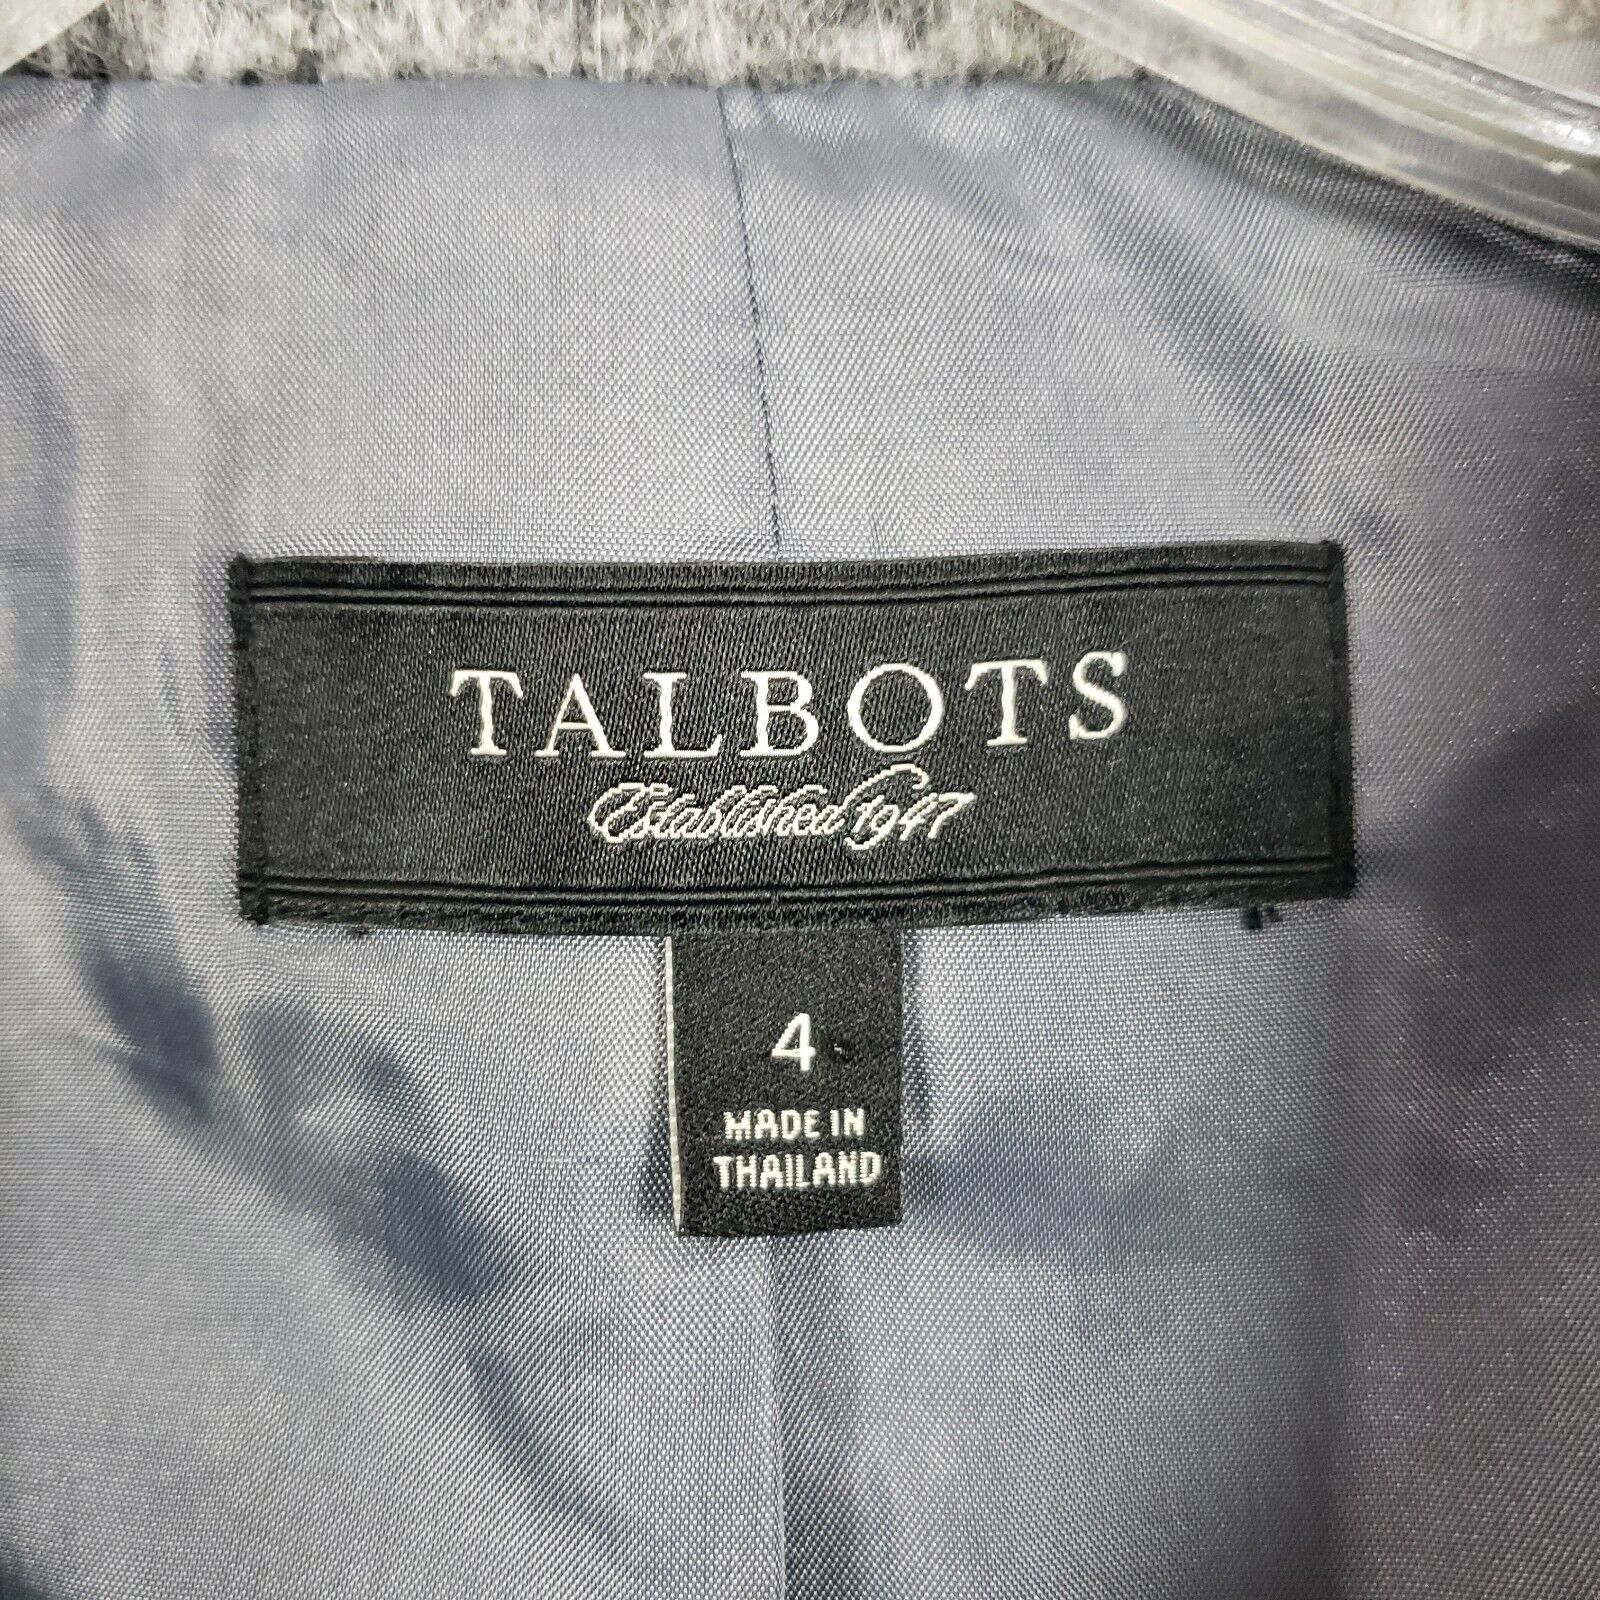 TALBOTS
Established 1947
4
MADE IN
THAILAND